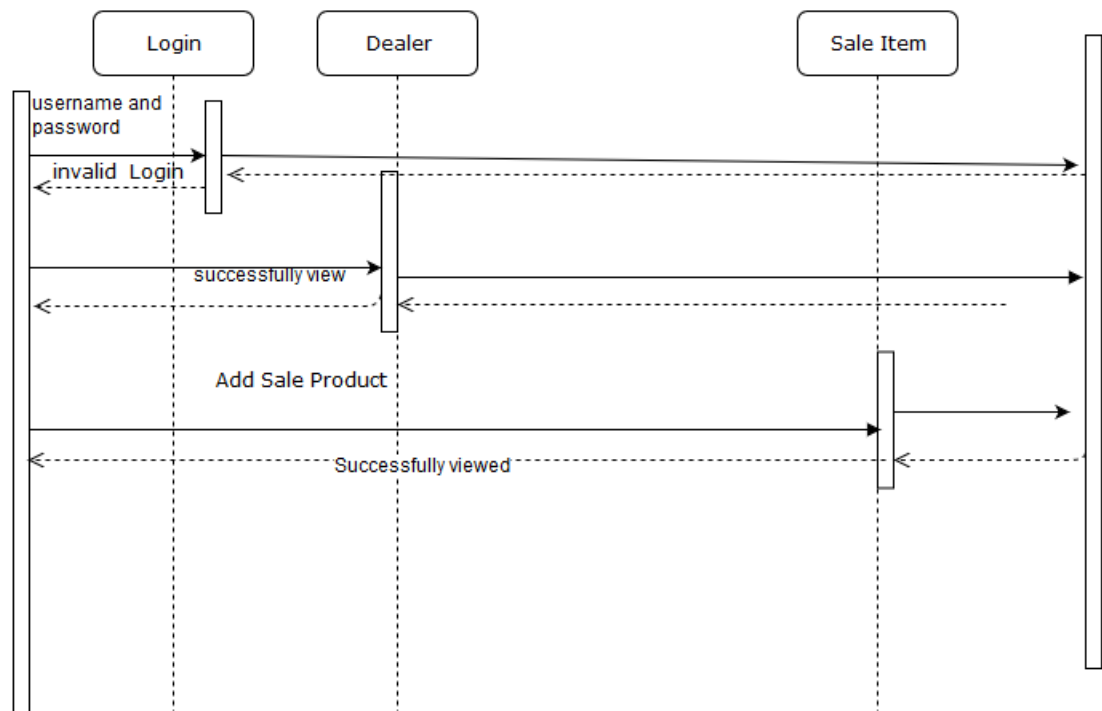 Login
Dealer
Sale Item
username and
password
invalid Login
successfully view
Add Sale Product
Successfully viewed